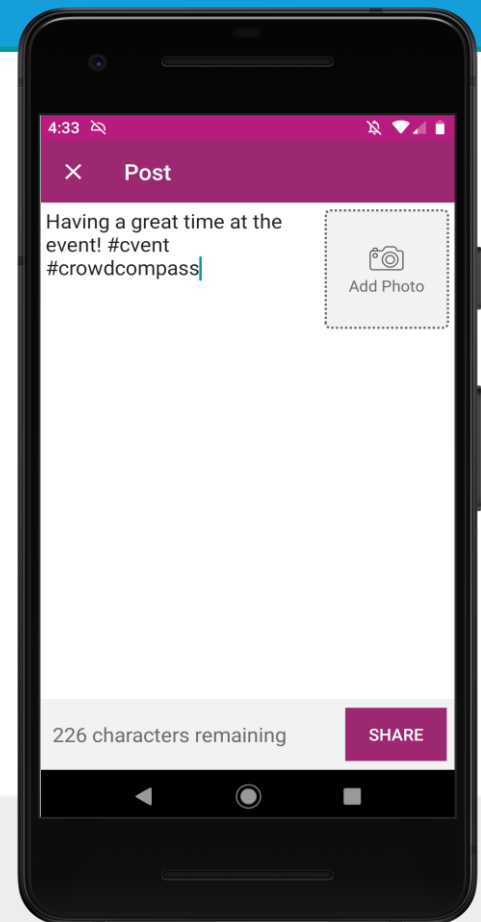 4:33
Post
Having a great time at the
event! #cvent
#crowdcompass
Add Photo
226 characters remaining
SHARE